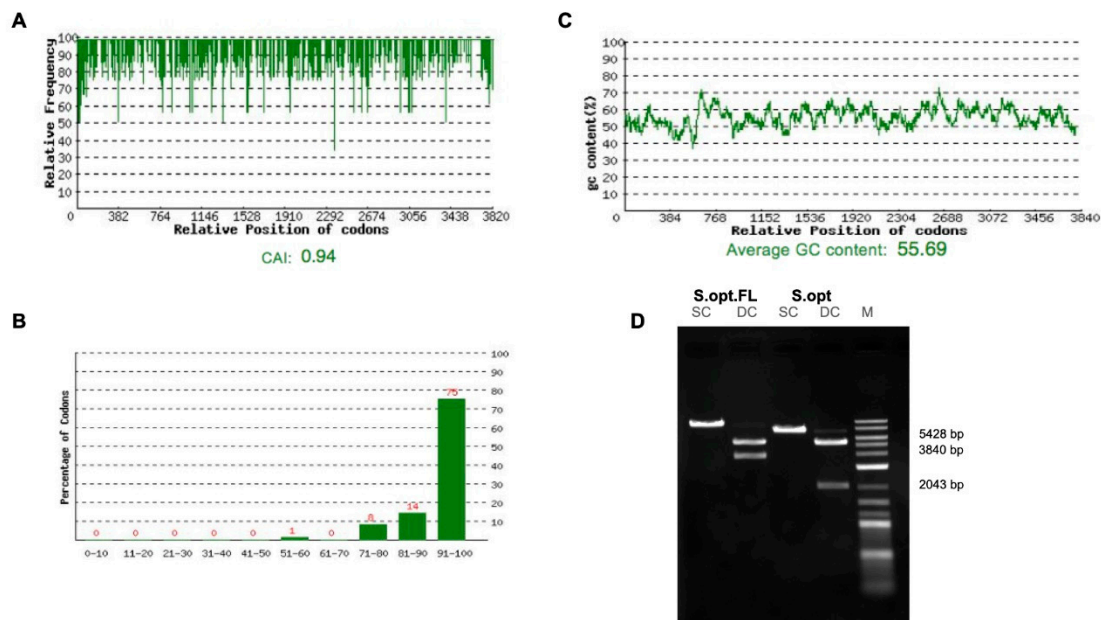 A
100
90
80
70
60
50
40
30
20
10
Relative Frequency
0 382 764 1146 1528 1910 2292 2674 3056 3438 3820
Relative Position of codons
CAI: 0.94
B
100
90
80
70
60
50
40
30
20
10
Percentage of Codons
0 0 0 0 0 1 0 8 14 75
0-10 11-20 21-30 31-40 41-50 51-60 61-70 71-80 81-90 91-100
C
100
90
80
70
60
50
40
30
20
10
gc content(%)
0 384 768 1152 1536 1920 2304 2688 3072 3456 3840
Relative Position of codons
Average GC content: 55.69
D
S.opt.FL S.opt
SC DC SC DC M
5428 bp
3840 bp
2043 bp